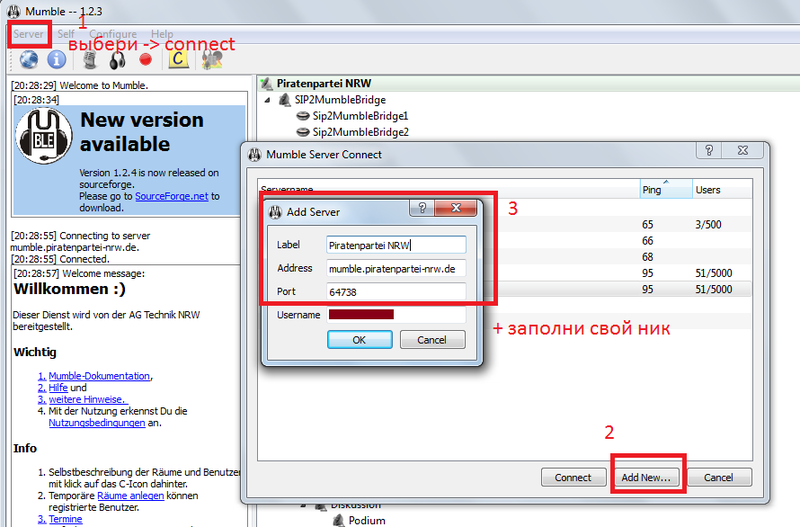 Mumble -- 1.2.3
1
Server Self Configure Help
выбери -> connect
[20:28:29] Welcome to Mumble.
[20:28:34]
BLE
New version
available
Version 1.2.4 is now released on
sourceforge.
Please go to SourceForge.net to
download.
[20:28:55] Connecting to server
mumble.piratenpartei-nrw.de.
[20:28:55] Connected.
[20:28:57] Welcome message:
Willkommen :)
Dieser Dienst wird von der AG Technik NRW
bereitgestellt.
Wichtig
1. Mumble-Dokumentation,
2. Hilfe und
3. weitere Hinweise.
4. Mit der Nutzung erkennst Du die
Nutzungsbedingungen an.
Info
1. Selbstbeschreibung der Räume und Benutzer
mit klick auf das C-Icon dahinter.
2. Temporäre Räume anlegen können
registrierte Benutzer.
3. Termine
Piratenpartei NRW
SIP2MumbleBridge
Sip2MumbleBridge1
Sip2MumbleBridge2
Mumble Server Connect
Servername Ping Users
65 3/500
66
68
95 51/5000
95 51/5000
Add Server
3
Label Piratenpartei NRW
Address mumble.piratenpartei-nrw.de
Port 64738
Username
+ заполни свой ник
OK Cancel
2
Connect Add New... Cancel
Diskussion
Podium